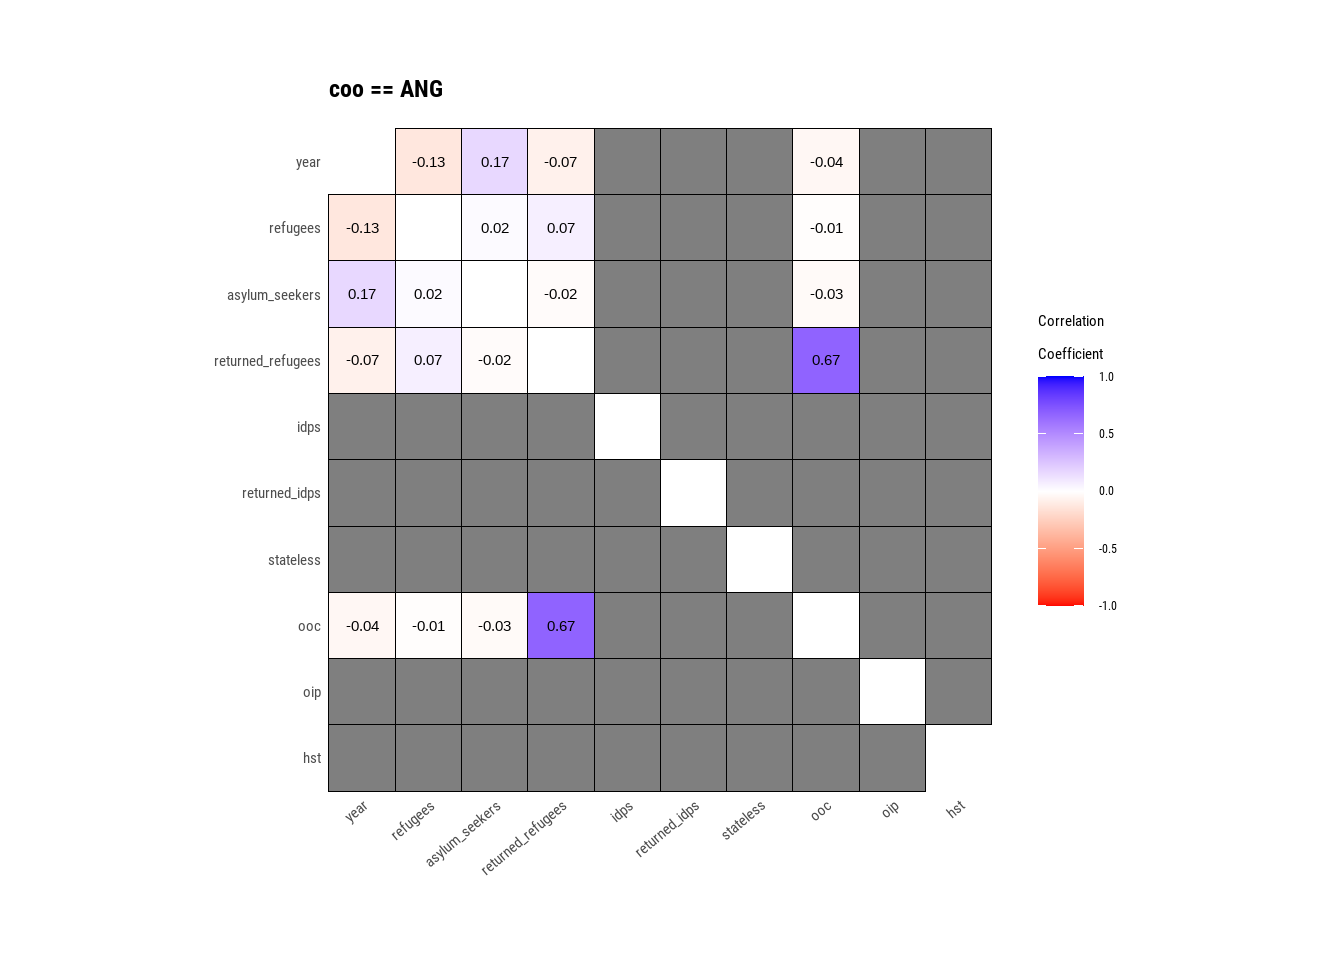 coo == ANG
year -0.13 0.17 -0.07 -0.04
refugees -0.13 0.02 0.07 -0.01
asylum_seekers 0.17 0.02 -0.02 -0.03
returned_refugees -0.07 0.07 -0.02 0.67
idps
returned_idps
stateless
ooc -0.04 -0.01 -0.03 0.67
oip
hst
year refugees asylum_seekers returned_refugees idps returned_idps stateless ooc oip hst
Correlation
Coefficient
1.0
0.5
0.0
-0.5
-1.0